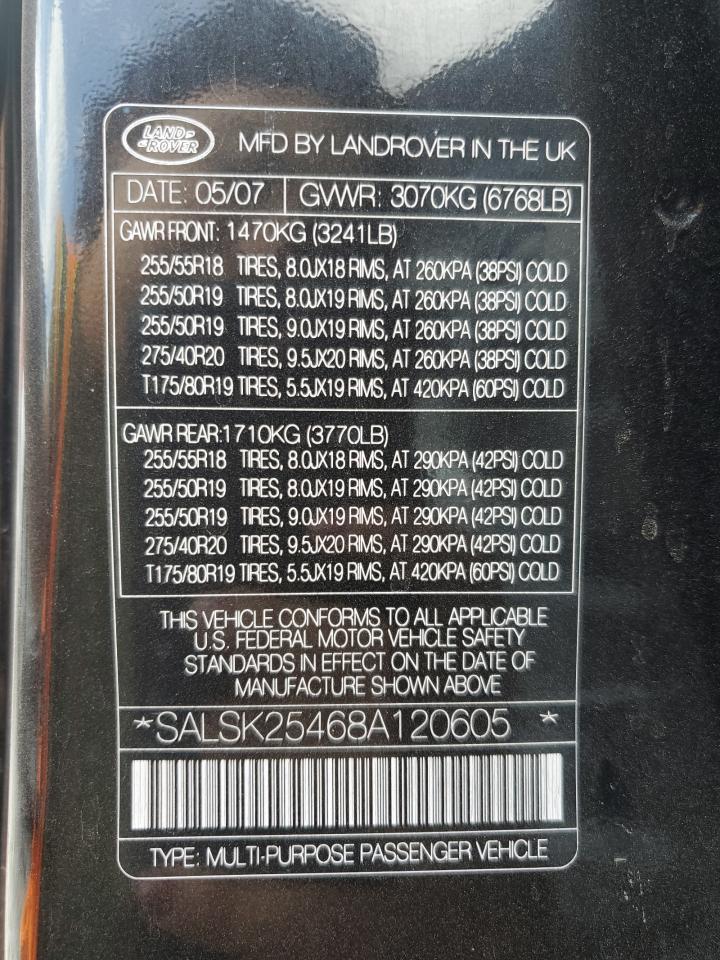 LAND-
-ROVER
MFD BY LANDROVER IN THE UK
DATE: 05/07 GVWR: 3070KG (6768LB)
GAWR FRONT: 1470KG (3241LB)
255/55R18 TIRES, 8.0JX18 RIMS, AT 260KPA (38PSI) COLD
255/50R19 TIRES, 8.0JX19 RIMS, AT 260KPA (38PSI) COLD
255/50R19 TIRES, 9.0JX19 RIMS, AT 260KPA (38PSI) COLD
275/40R20 TIRES, 9.5JX20 RIMS, AT 260KPA (38PSI) COLD
T175/80R19 TIRES, 5.5JX19 RIMS, AT 420KPA (60PSI) COLD
GAWR REAR:1710KG (3770LB)
255/55R18 TIRES, 8.0JX18 RIMS, AT 290KPA (42PSI) COLD
255/50R19 TIRES, 8.0JX19 RIMS, AT 290KPA (42PSI) COLD
255/50R19 TIRES, 9.0JX19 RIMS, AT 290KPA (42PSI) COLD
275/40R20 TIRES, 9.5JX20 RIMS, AT 290KPA (42PSI) COLD
T175/80R19 TIRES, 5.5JX19 RIMS, AT 420KPA (60PSI) COLD
THIS VEHICLE CONFORMS TO ALL APPLICABLE
U.S. FEDERAL MOTOR VEHICLE SAFETY
STANDARDS IN EFFECT ON THE DATE OF
MANUFACTURE SHOWN ABOVE
*SALSK25468A120605 *
TYPE: MULTI-PURPOSE PASSENGER VEHICLE